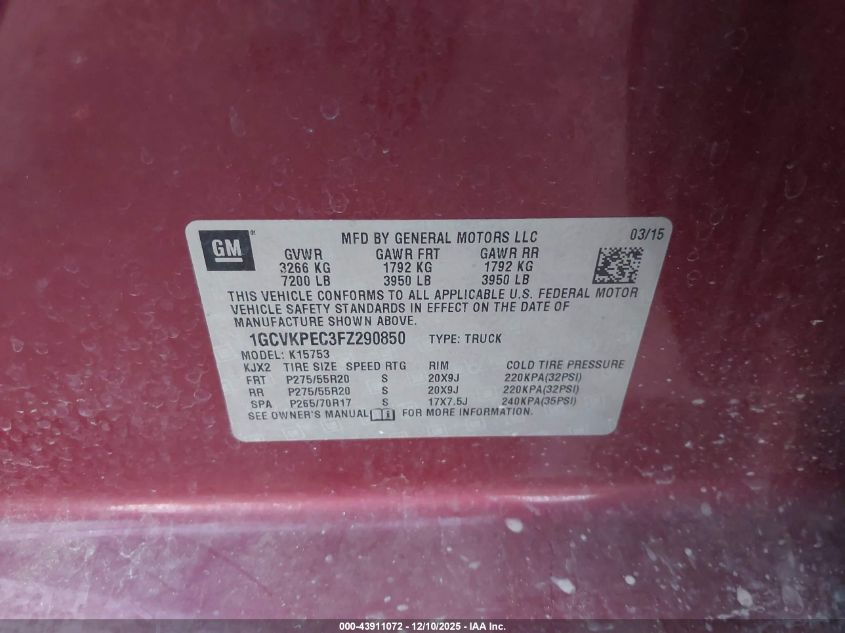 GM
MFD BY GENERAL MOTORS LLC 03/15
GVWR GAWR FRT GAWR RR
3266 KG 1792 KG 1792 KG
7200 LB 3950 LB 3950 LB
THIS VEHICLE CONFORMS TO ALL APPLICABLE U.S. FEDERAL MOTOR
VEHICLE SAFETY STANDARDS IN EFFECT ON THE DATE OF
MANUFACTURE SHOWN ABOVE.
1GCVKPEC3FZ290850 TYPE: TRUCK
MODEL: K15753
KJX2 TIRE SIZE SPEED RTG RIM COLD TIRE PRESSURE
FRT P275/55R20 S 20X9J 220KPA(32PSI)
RR P275/55R20 S 20X9J 220KPA(32PSI)
SPA P265/70R17 S 17X7.5J 240KPA(35PSI)
SEE OWNER'S MANUAL FOR MORE INFORMATION.
000-43911072 - 12/10/2025 - IAA Inc.